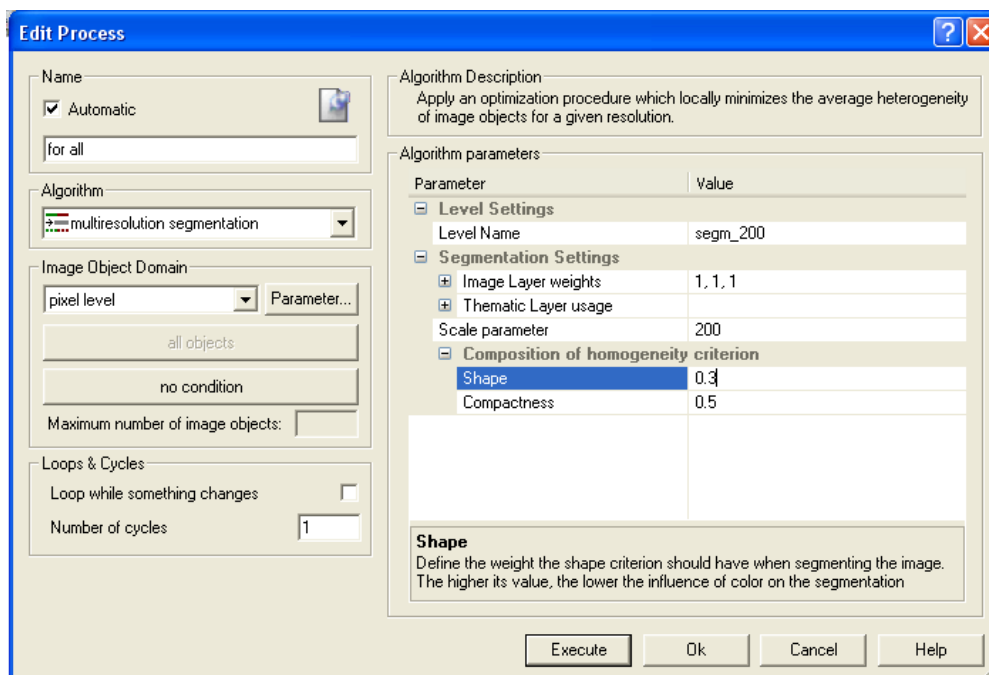 Edit Process
Name
Automatic
for all
Algorithm
multiresolution segmentation
Image Object Domain
pixel level
Parameter...
all objects
no condition
Maximum number of image objects:
Loops & Cycles
Loop while something changes
Number of cycles 1
Algorithm Description
Apply an optimization procedure which locally minimizes the average heterogeneity
of image objects for a given resolution.
Algorithm parameters
Parameter Value
Level Settings
Level Name segm_200
Segmentation Settings
Image Layer weights 1, 1, 1
Thematic Layer usage
Scale parameter 200
Composition of homogeneity criterion
Shape 0.3
Compactness 0.5
Shape
Define the weight the shape criterion should have when segmenting the image.
The higher its value, the lower the influence of color on the segmentation
Execute Ok Cancel Help